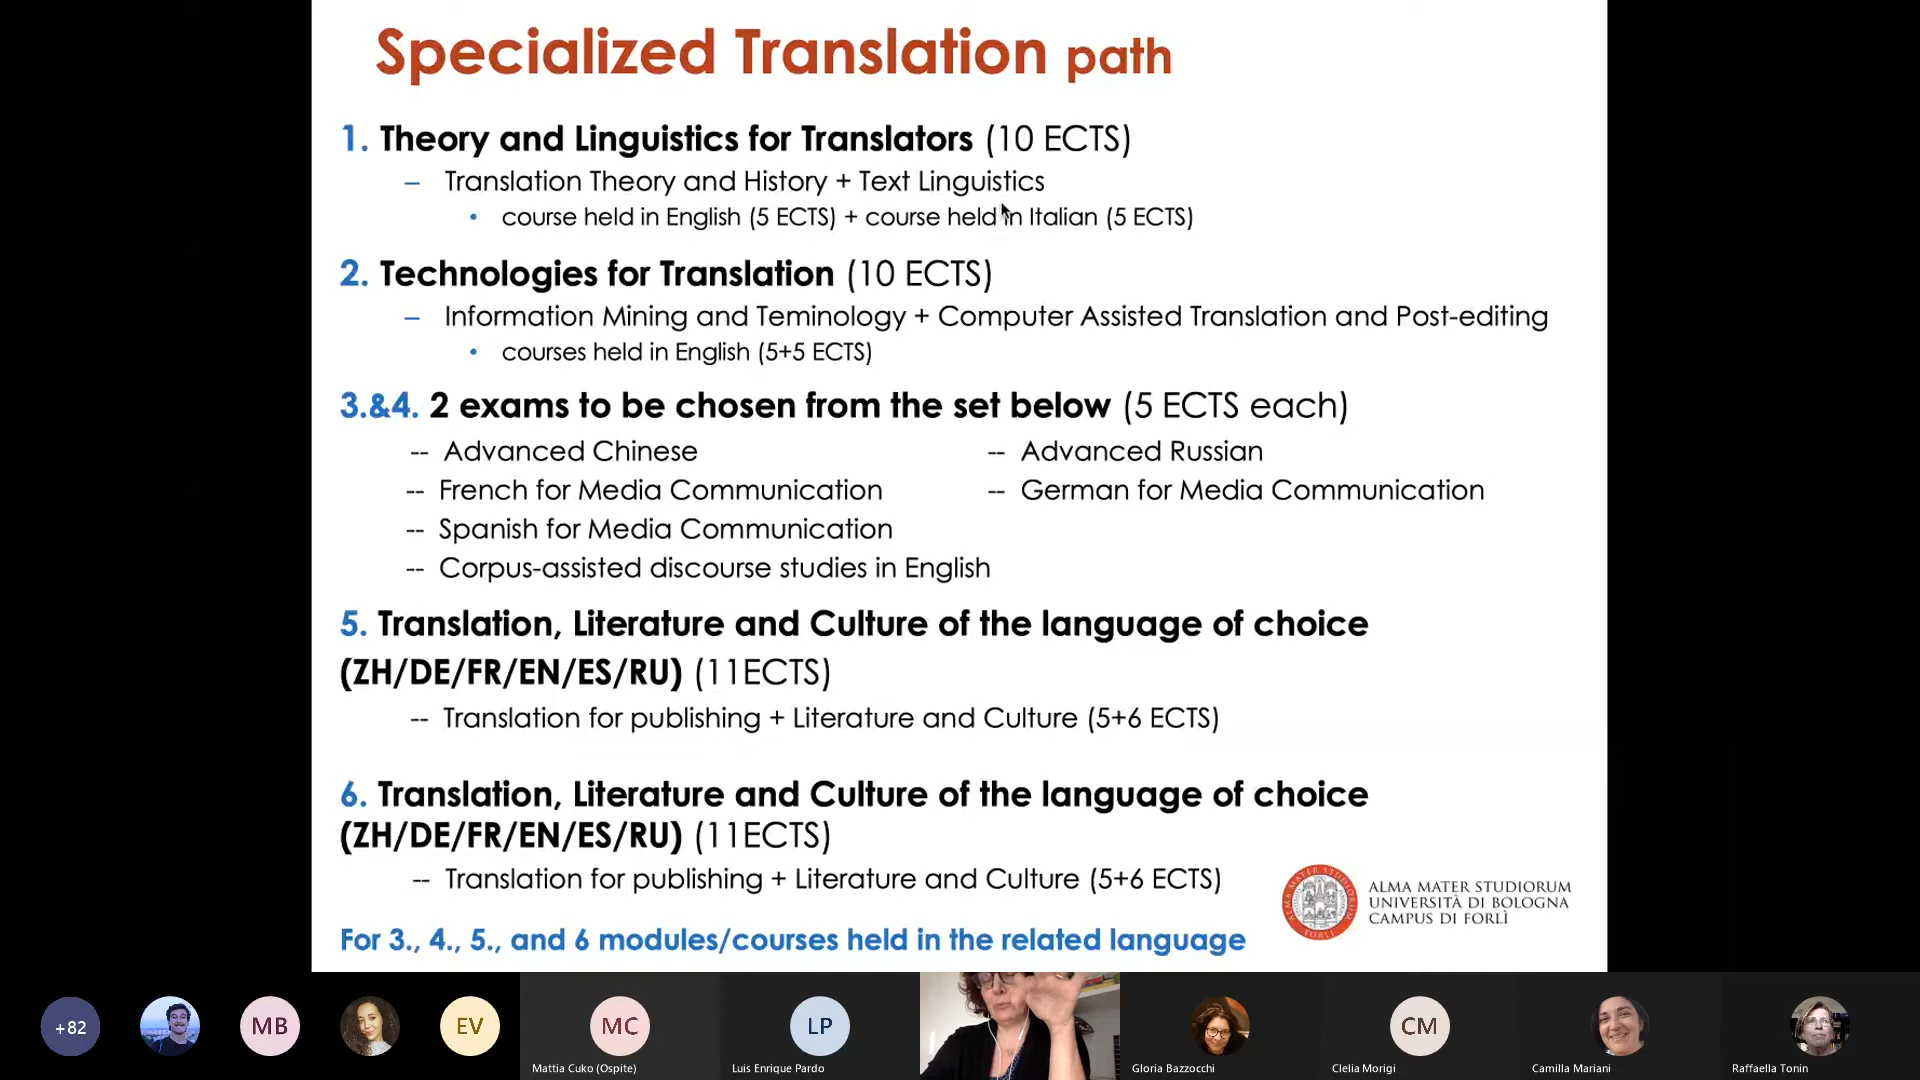 Specialized Translation path
1. Theory and Linguistics for Translators (10 ECTS)
– Translation Theory and History + Text Linguistics
• course held in English (5 ECTS) + course held in Italian (5 ECTS)
2. Technologies for Translation (10 ECTS)
– Information Mining and Teminology + Computer Assisted Translation and Post-editing
• courses held in English (5+5 ECTS)
3.&4. 2 exams to be chosen from the set below (5 ECTS each)
-- Advanced Chinese
-- Advanced Russian
-- French for Media Communication
-- German for Media Communication
-- Spanish for Media Communication
-- Corpus-assisted discourse studies in English
5. Translation, Literature and Culture of the language of choice
(ZH/DE/FR/EN/ES/RU) (11ECTS)
-- Translation for publishing + Literature and Culture (5+6 ECTS)
6. Translation, Literature and Culture of the language of choice
(ZH/DE/FR/EN/ES/RU) (11ECTS)
-- Translation for publishing + Literature and Culture (5+6 ECTS)
ALMA MATER STUDIORUM
UNIVERSITÀ DI BOLOGNA
CAMPUS DI FORLÌ
For 3., 4., 5., and 6 modules/courses held in the related language
+82
MB
EV
MC
LP
CM
Mattia Cuko (Ospite)
Luis Enrique Pardo
Gloria Bazzocchi
Clelia Morigi
Camilla Mariani
Raffaella Tonin